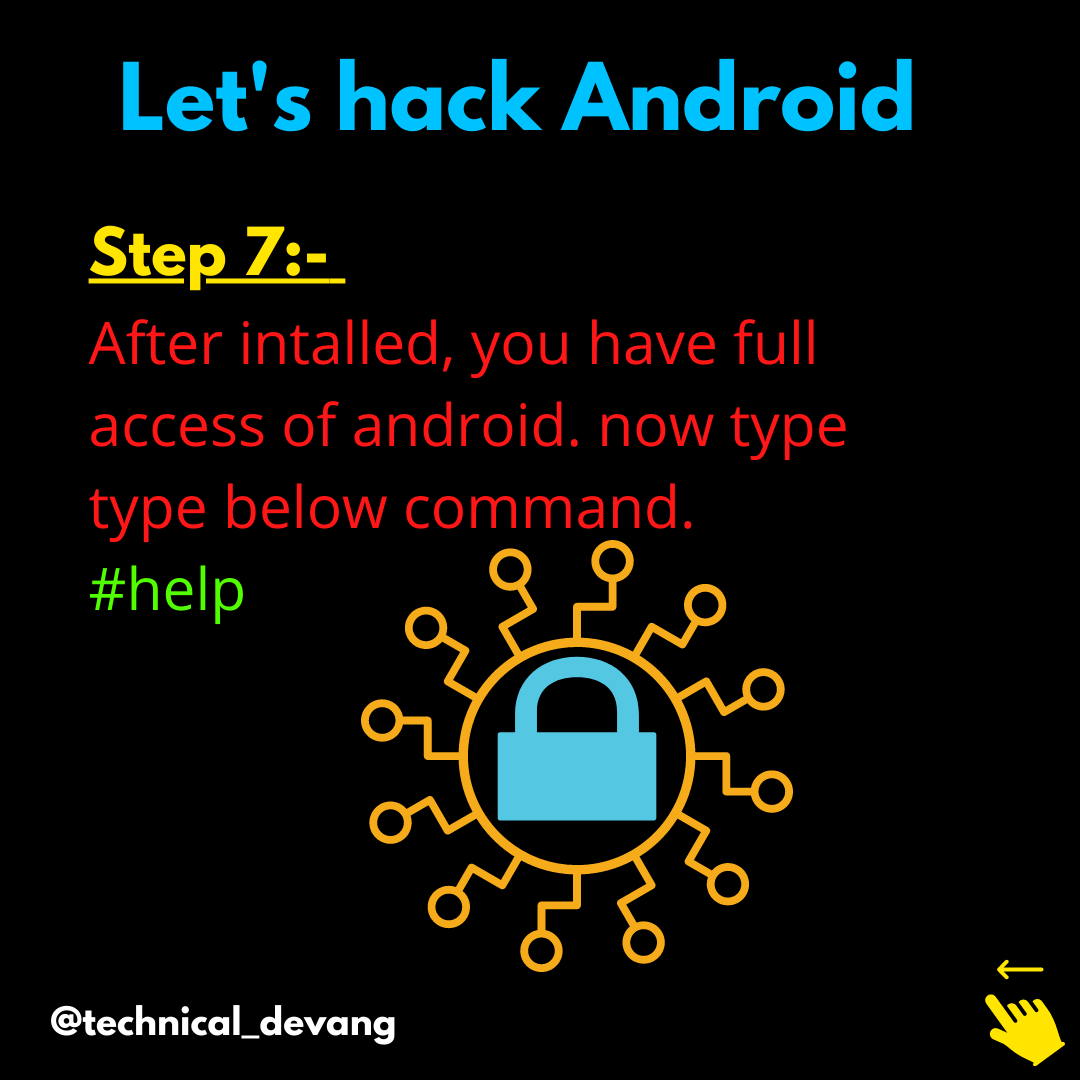 Let's hack Android
Step 7:-
After intalled, you have full
access of android. now type
type below command.
#help
@technical_devang